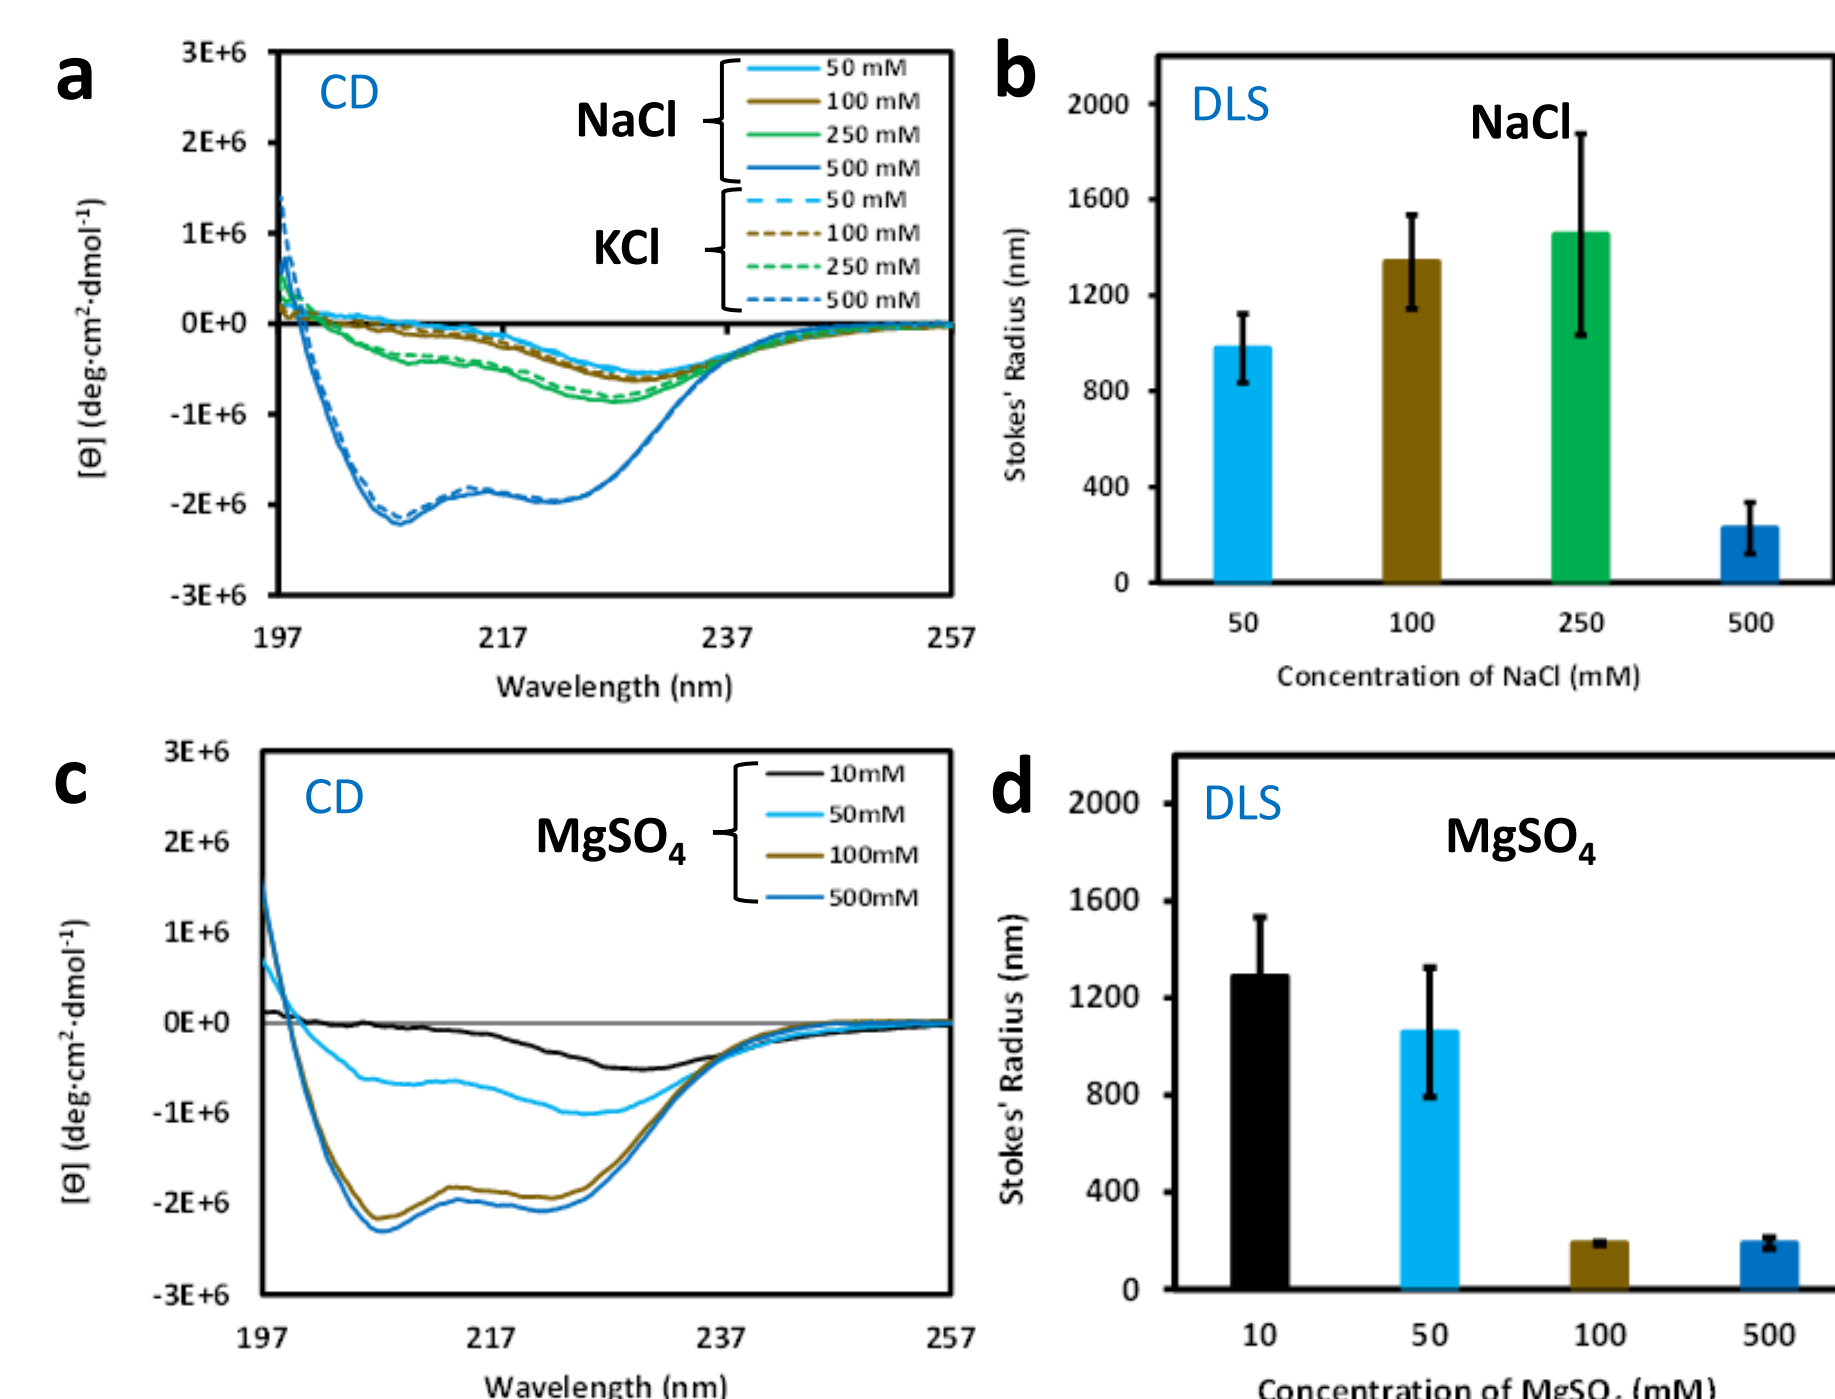 a
CD
3E+6
2E+6
1E+6
0E+0
-1E+6
-2E+6
-3E+6
[Θ] (deg·cm²·dmol⁻¹)
NaCl
50 mM
100 mM
250 mM
500 mM
KCl
50 mM
100 mM
250 mM
500 mM
197 217 237 257
Wavelength (nm)
b
DLS
NaCl
2000
1600
1200
800
400
0
Stokes' Radius (nm)
50 100 250 500
Concentration of NaCl (mM)
c
CD
3E+6
2E+6
1E+6
0E+0
-1E+6
-2E+6
-3E+6
[Θ] (deg·cm²·dmol⁻¹)
MgSO₄
10mM
50mM
100mM
500mM
197 217 237 257
Wavelength (nm)
d
DLS
MgSO₄
2000
1600
1200
800
400
0
Stokes' Radius (nm)
10 50 100 500
Concentration of MgSO₄ (mM)